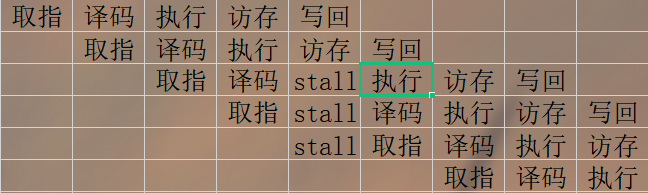 取指 译码 执行 访存 写回
取指 译码 执行 访存 写回
取指 译码 stall 执行 访存 写回
取指 stall 译码 执行 访存 写回
stall 取指 译码 执行 访存
取指 译码 执行